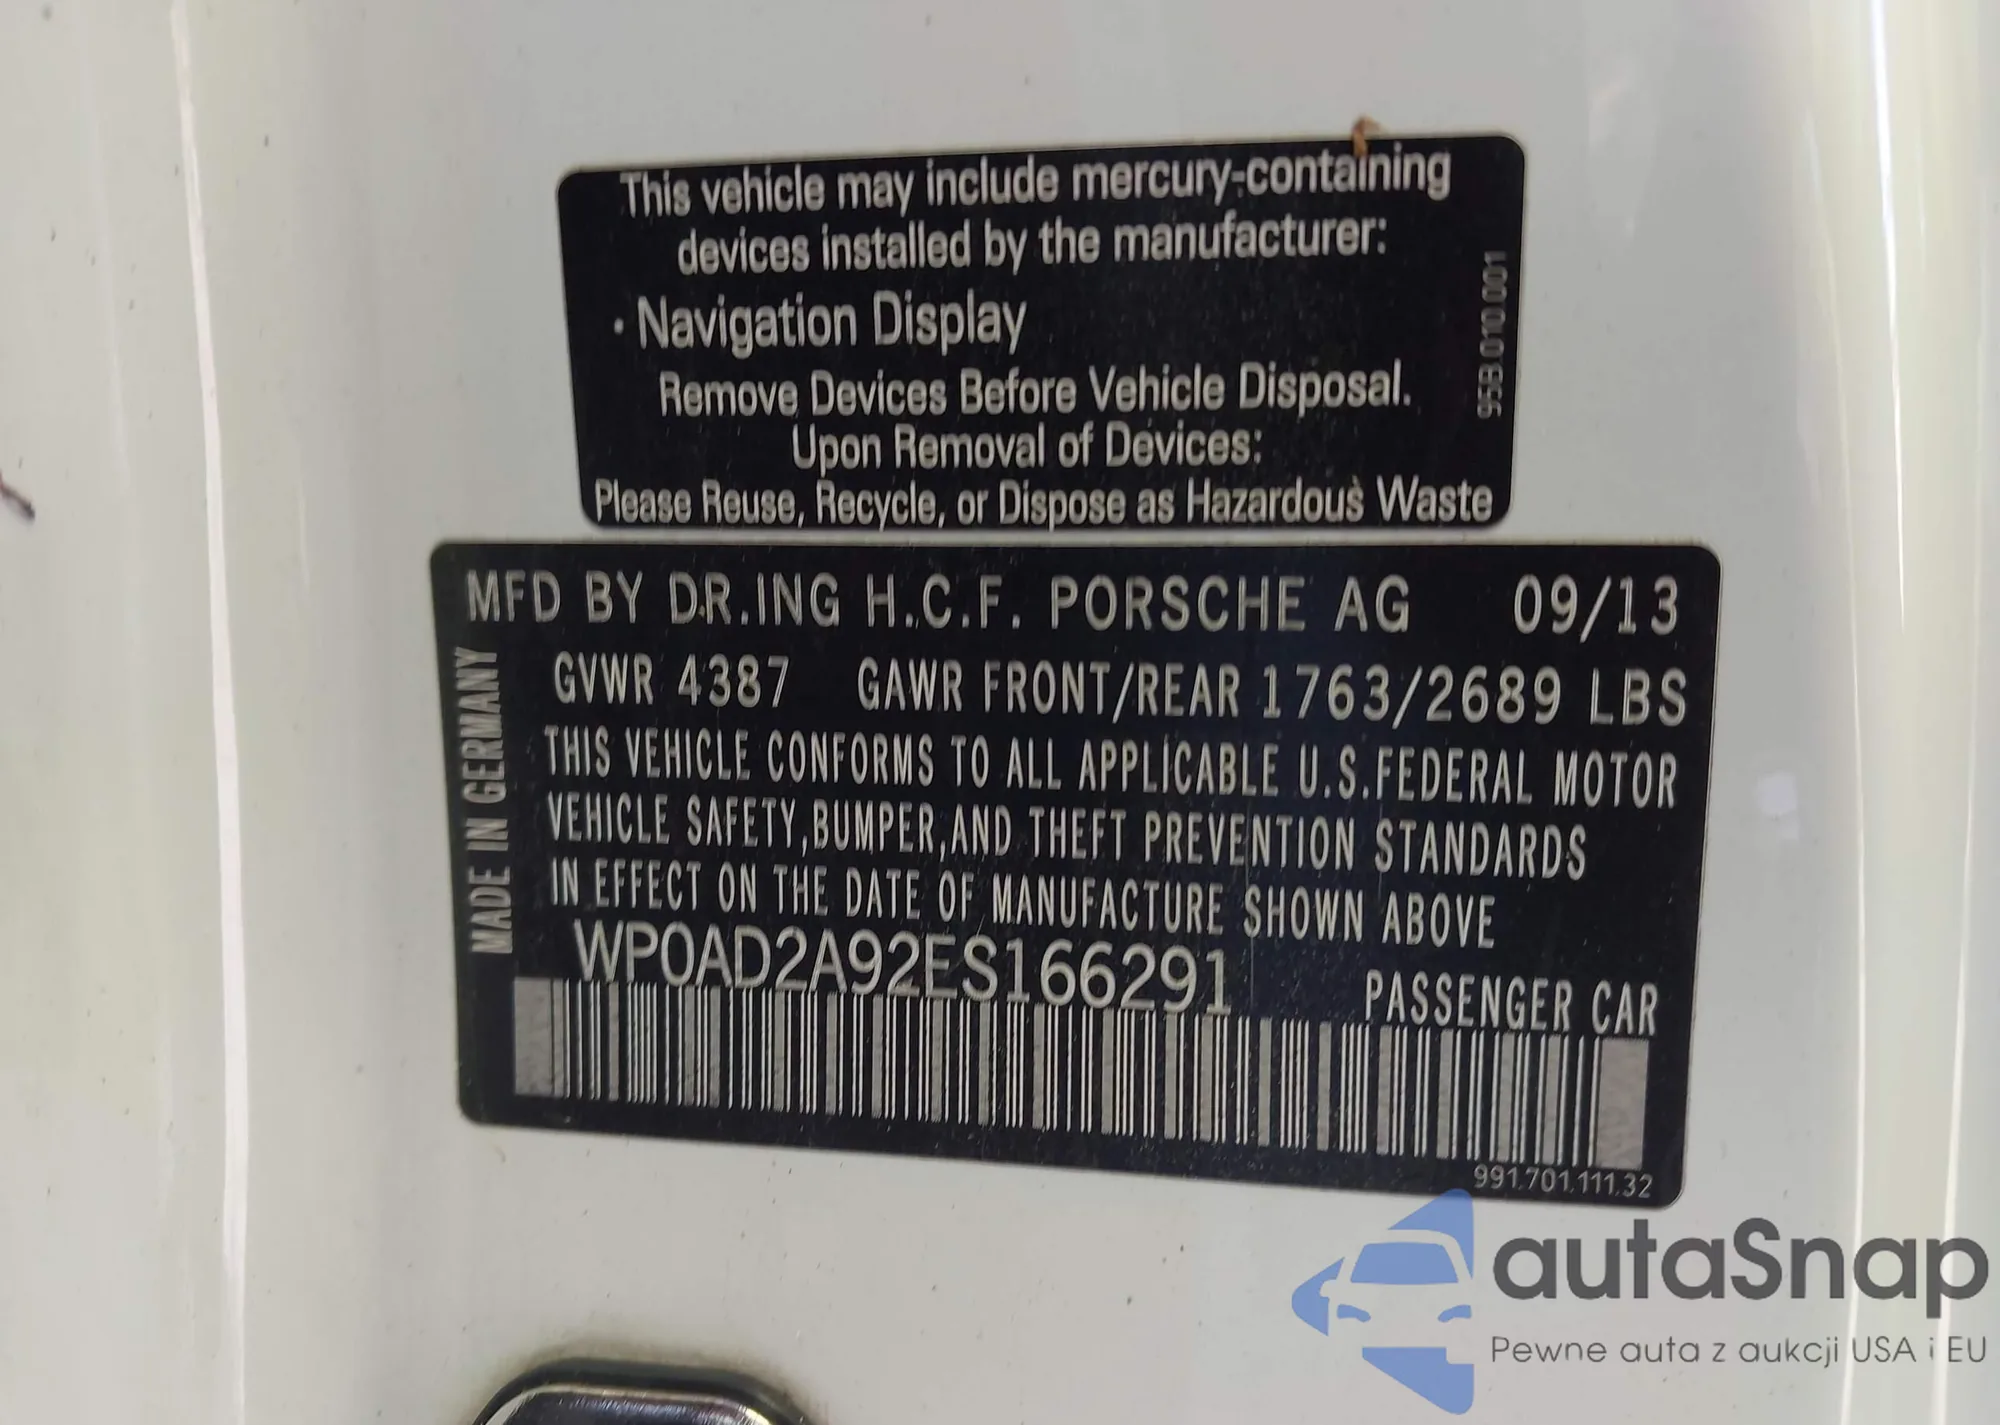 This vehicle may include mercury-containing
devices installed by the manufacturer:
· Navigation Display
Remove Devices Before Vehicle Disposal.
Upon Removal of Devices:
Please Reuse, Recycle, or Dispose as Hazardous Waste
95B.010.001
MFD BY DR.ING H.C.F. PORSCHE AG 09/13
GVWR 4387 GAWR FRONT/REAR 1763/2689 LBS
THIS VEHICLE CONFORMS TO ALL APPLICABLE U.S.FEDERAL MOTOR
VEHICLE SAFETY,BUMPER,AND THEFT PREVENTION STANDARDS
IN EFFECT ON THE DATE OF MANUFACTURE SHOWN ABOVE
WP0AD2A92ES166291
PASSENGER CAR
MADE IN GERMANY
991.701.111.32
autaSnap
Pewne auta z aukcji USA i EU